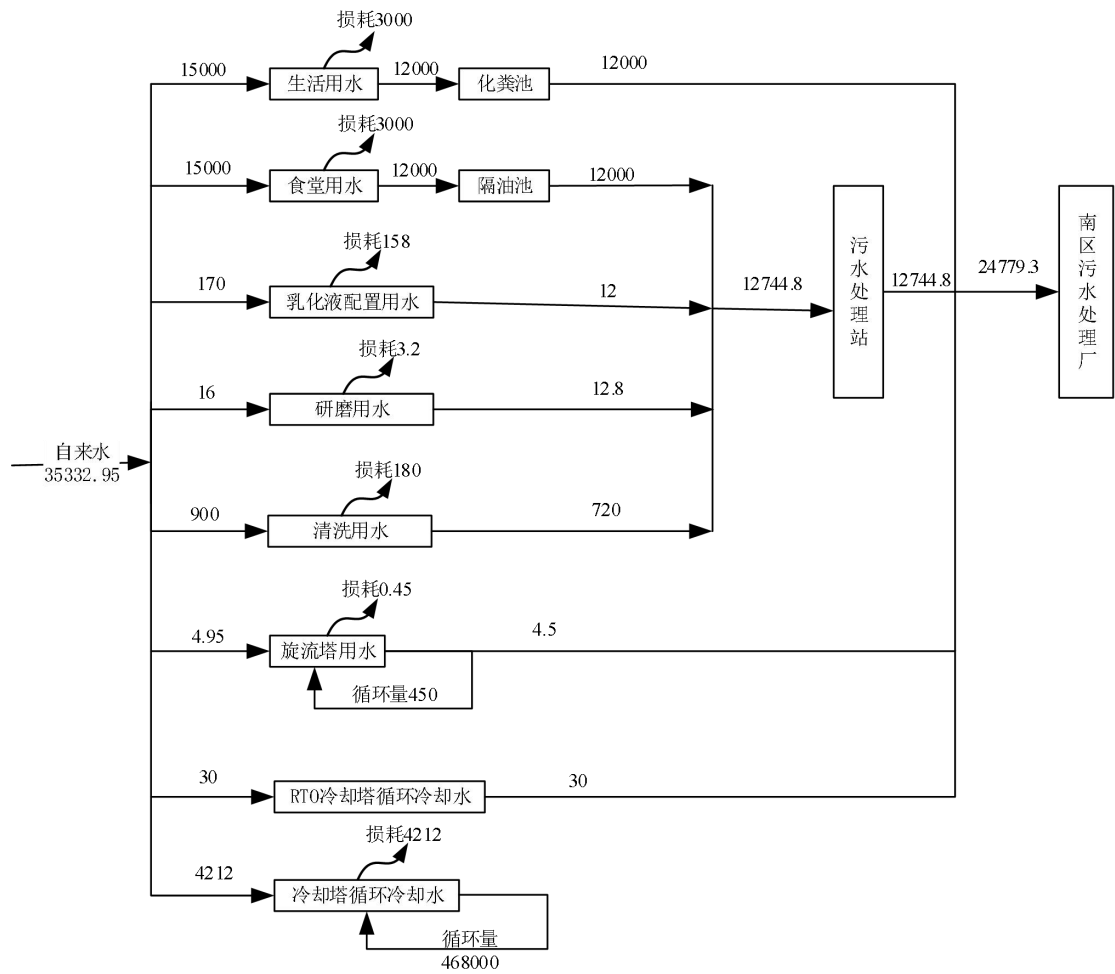 损耗3000
15000
生活用水
12000
化粪池
12000
损耗3000
15000
食堂用水
12000
隔油池
12000
损耗158
170
乳化液配置用水
12
12744.8
污水处理站
12744.8
24779.3
南区污水处理厂
损耗3.2
16
研磨用水
12.8
自来水
35332.95
损耗180
900
清洗用水
720
损耗0.45
4.95
旋流塔用水
4.5
循环量450
30
RTO冷却塔循环冷却水
30
损耗4212
4212
冷却塔循环冷却水
循环量
468000